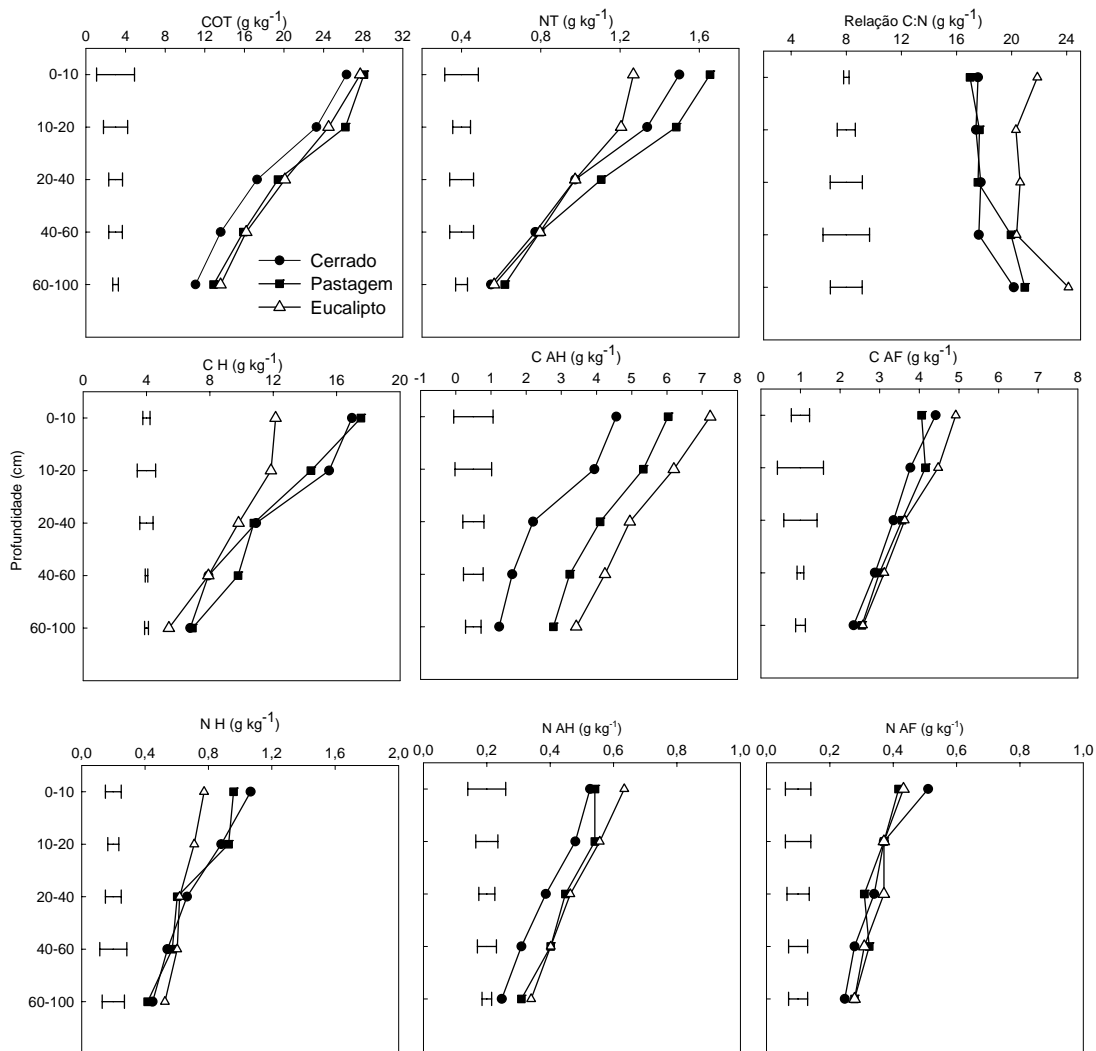 COT (g kg-1)
0 4 8 12 16 20 24 28 32
NT (g kg-1)
0,4 0,8 1,2 1,6
Relação C:N (g kg-1)
4 8 12 16 20 24
0-10
10-20
20-40
40-60
60-100
Cerrado
Pastagem
Eucalipto
C H (g kg-1)
0 4 8 12 16 20
C AH (g kg-1)
-1 0 1 2 3 4 5 6 7 8
C AF (g kg-1)
0 1 2 3 4 5 6 7 8
Profundidade (cm)
0-10
10-20
20-40
40-60
60-100
N H (g kg-1)
0,0 0,4 0,8 1,2 1,6 2,0
N AH (g kg-1)
0,0 0,2 0,4 0,6 0,8 1,0
N AF (g kg-1)
0,0 0,2 0,4 0,6 0,8 1,0
0-10
10-20
20-40
40-60
60-100